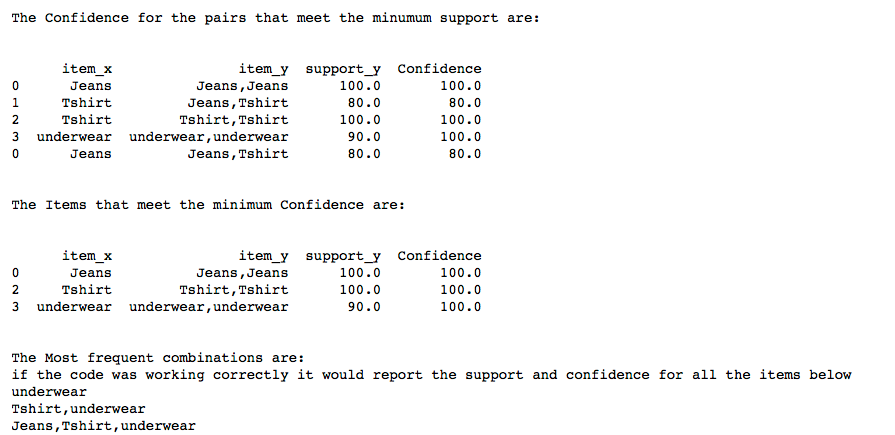 The Confidence for the pairs that meet the minumum support are:
item_x item_y support_y Confidence
0 Jeans Jeans,Jeans 100.0 100.0
1 Tshirt Jeans,Tshirt 80.0 80.0
2 Tshirt Tshirt,Tshirt 100.0 100.0
3 underwear underwear,underwear 90.0 100.0
0 Jeans Jeans,Tshirt 80.0 80.0
The Items that meet the minimum Confidence are:
item_x item_y support_y Confidence
0 Jeans Jeans,Jeans 100.0 100.0
2 Tshirt Tshirt,Tshirt 100.0 100.0
3 underwear underwear,underwear 90.0 100.0
The Most frequent combinations are:
if the code was working correctly it would report the support and confidence for all the items below
underwear
Tshirt,underwear
Jeans,Tshirt,underwear